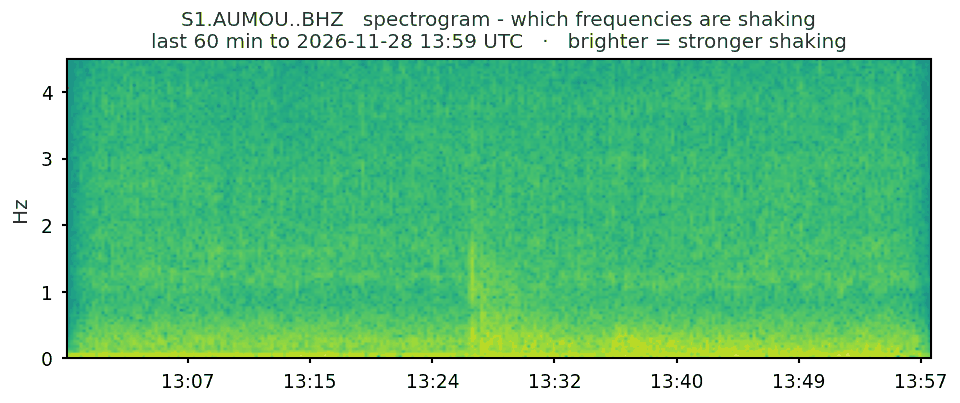 S1.AUMOU..BHZ   spectrogram - which frequencies are shaking
last 60 min to 2026-11-28 13:59 UTC   ·   brighter = stronger shaking
4
3
Hz
2
1
0
13:07 13:15 13:24 13:32 13:40 13:49 13:57